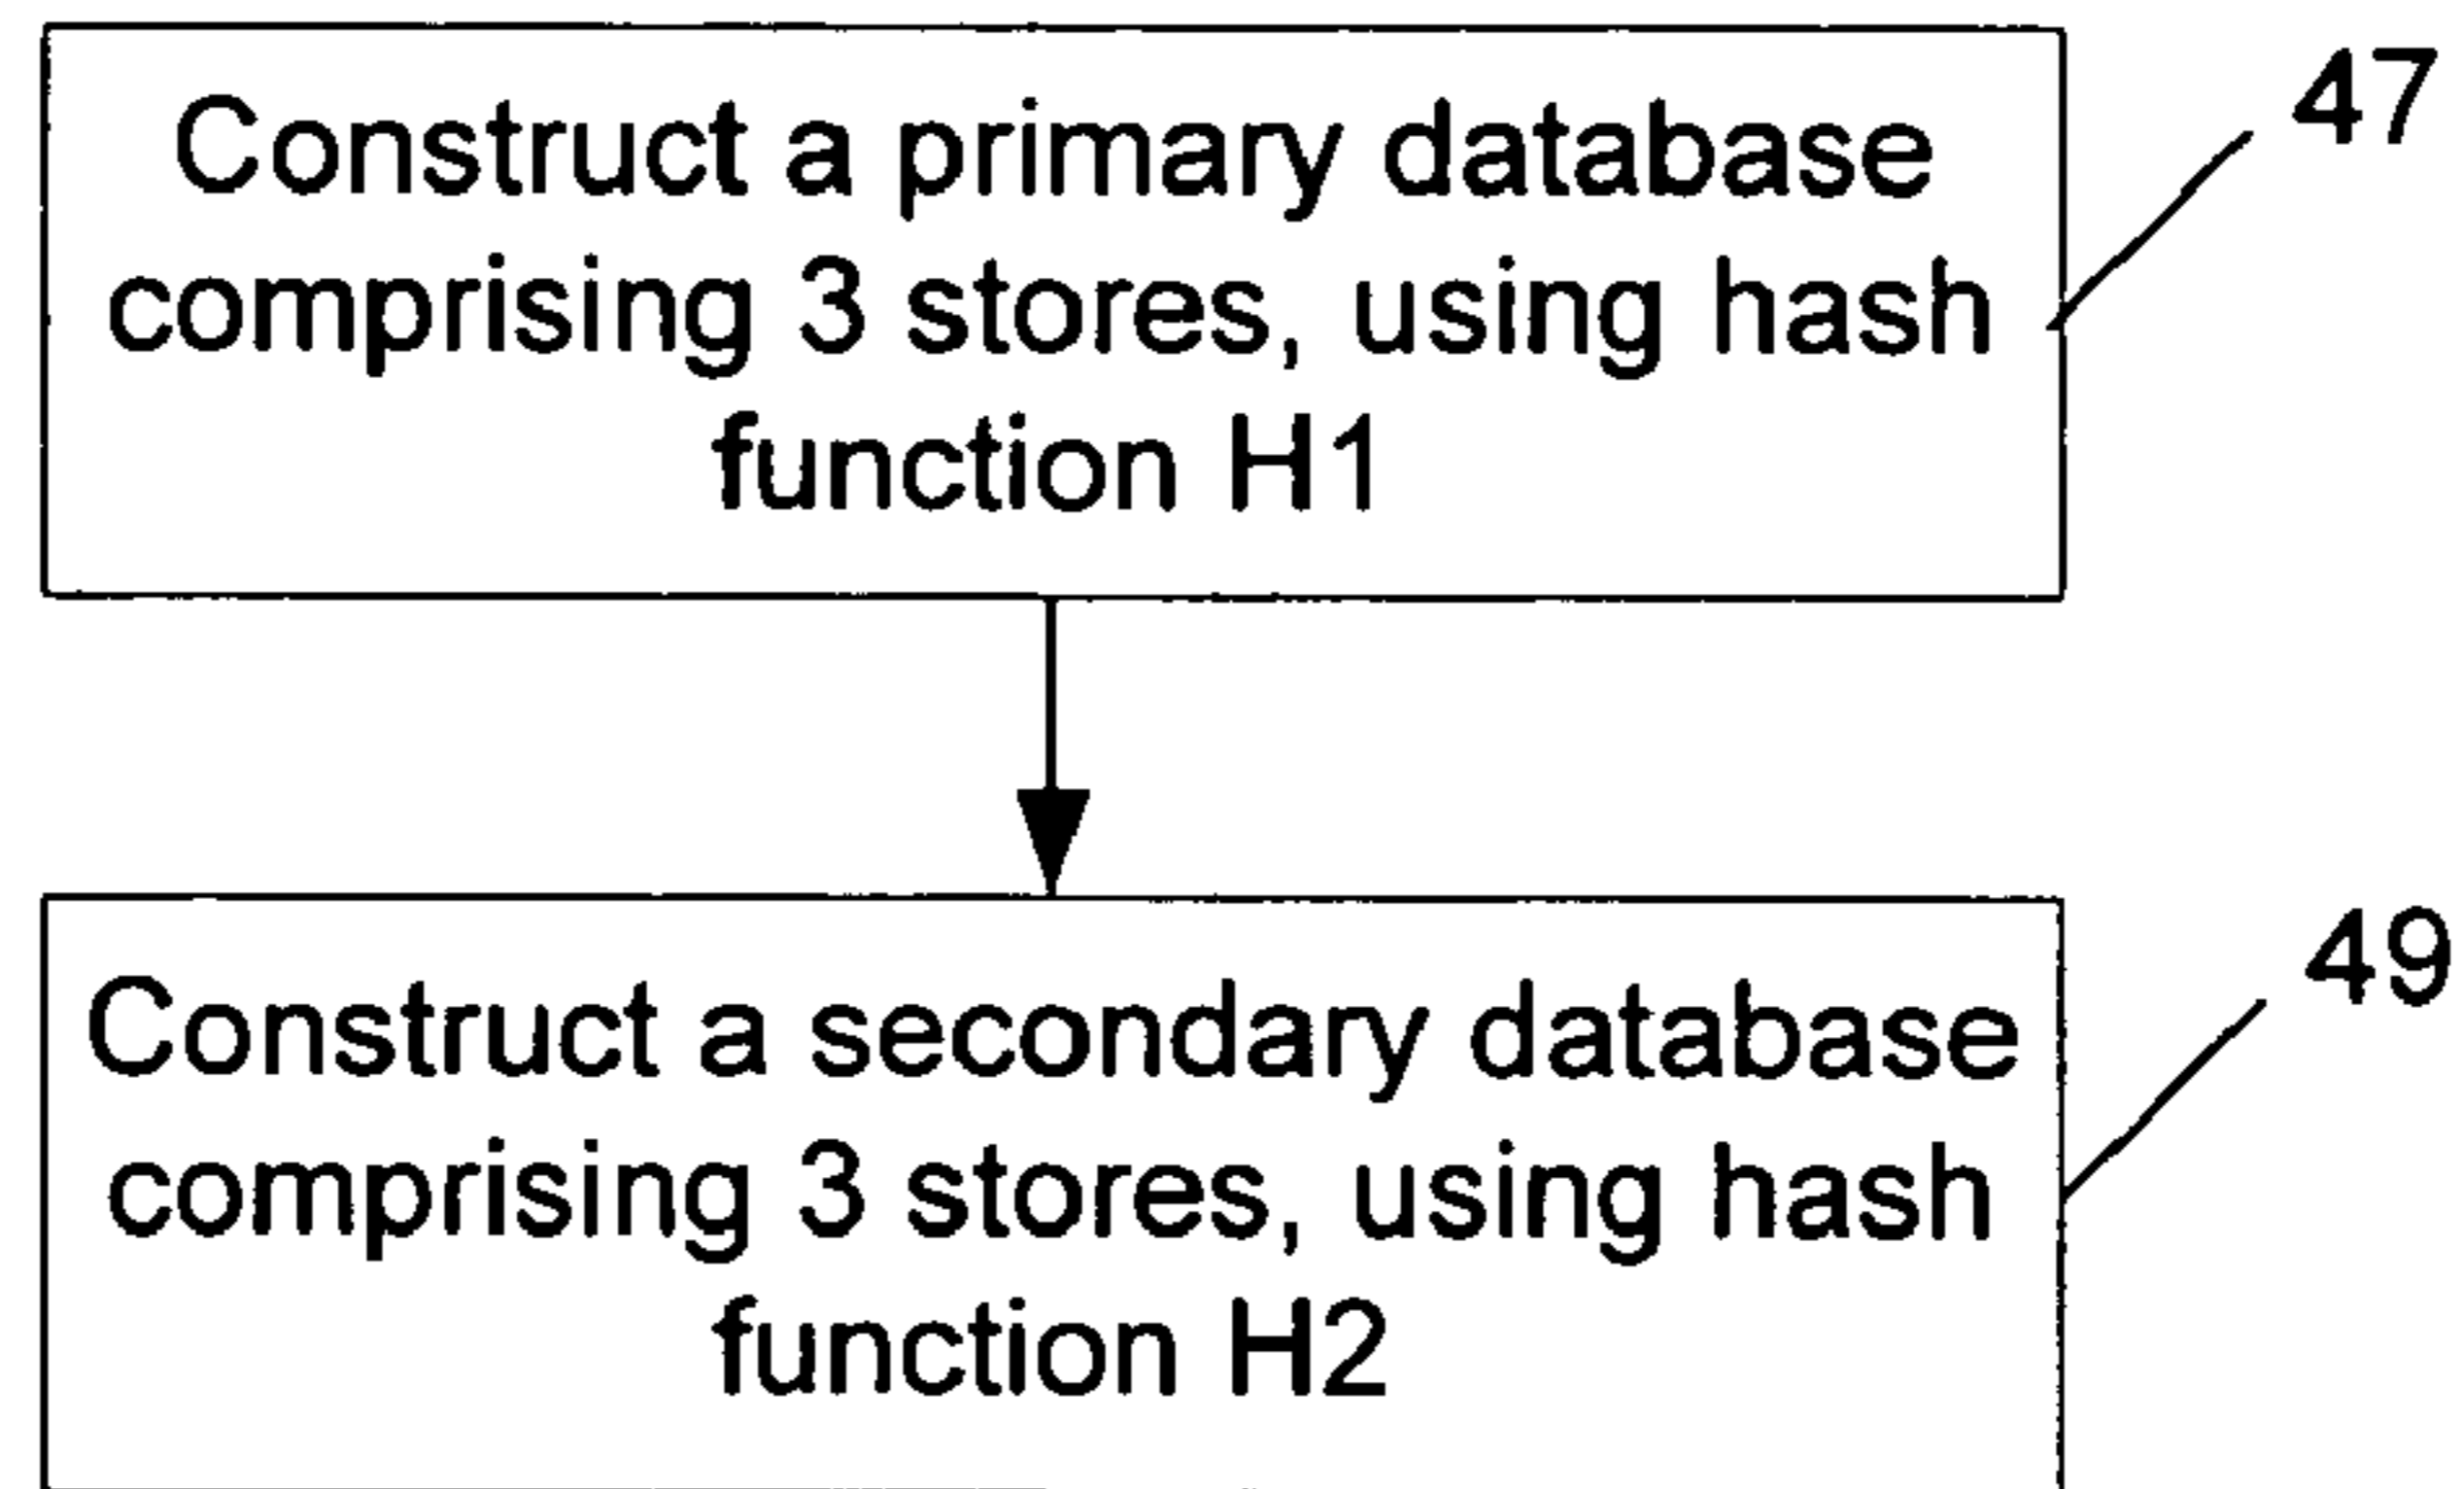 Construct a primary database
comprising 3 stores, using hash
function H1
47
Construct a secondary database
comprising 3 stores, using hash
function H2
49